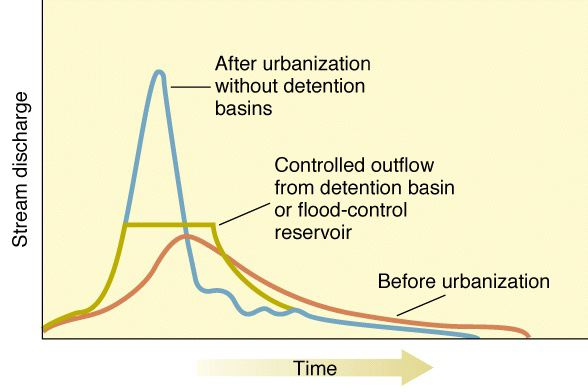 After urbanization
without detention
basins
Controlled outflow
from detention basin
or flood-control
reservoir
Before urbanization
Stream discharge
Time